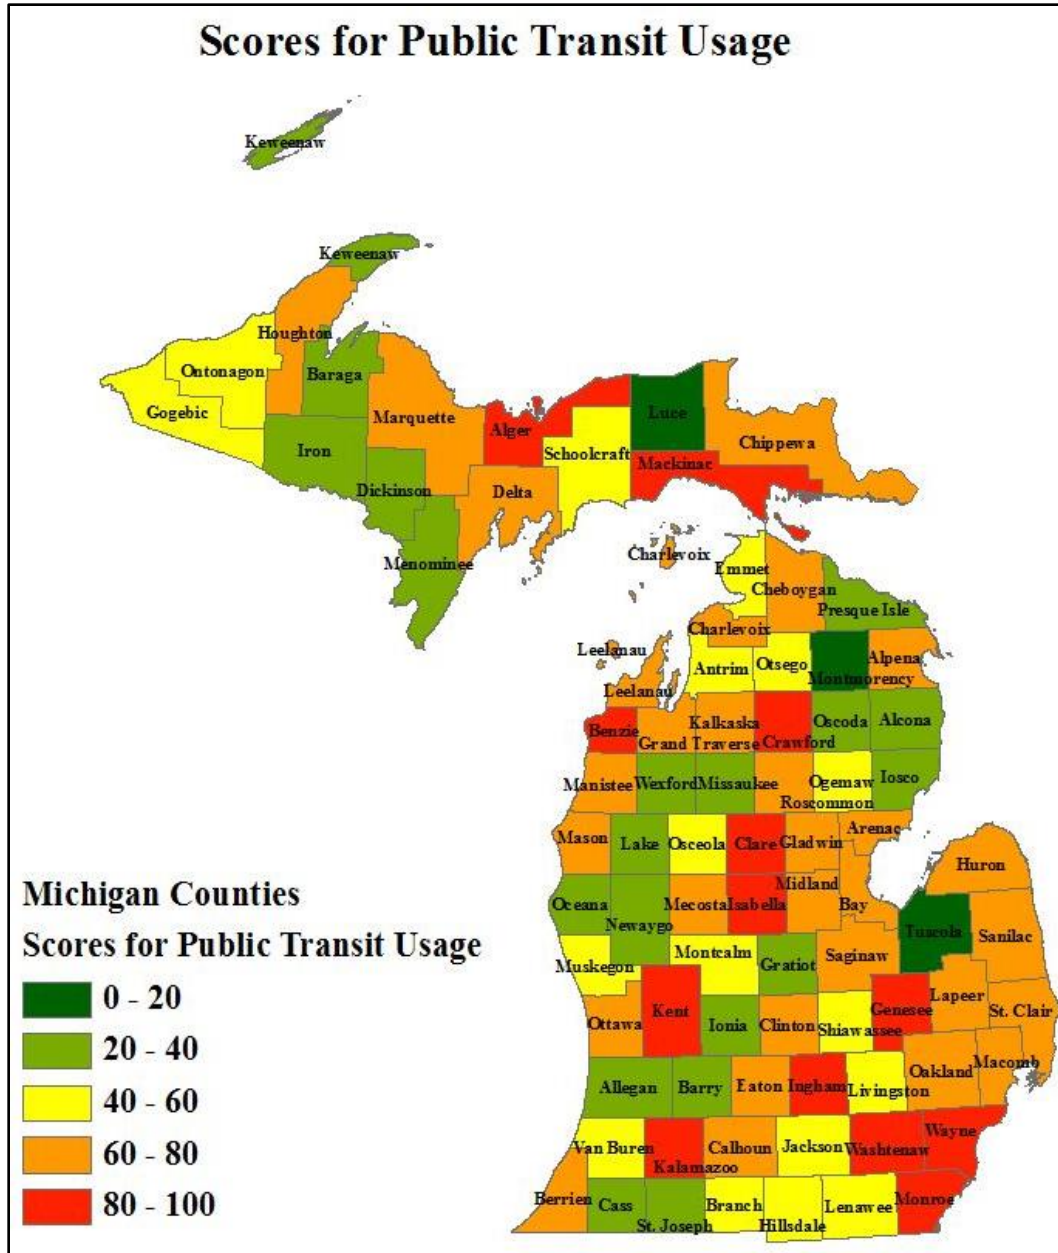 Scores for Public Transit Usage
Keweenaw
Keweenaw
Houghton
Ontonagon
Baraga
Gogebic
Marquette
Alger
Luce
Chippewa
Iron
Schoolcraft
Mackinac
Dickinson
Delta
Menominee
Charlevoix
Emmet
Cheboygan
Presque Isle
Charlevoix
Leelanau
Antrim
Otsego
Montmorency
Alpena
Leelanau
Benzie
Grand Traverse
Kalkaska
Crawford
Oscoda
Alcona
Manistee
Wexford
Missaukee
Roscommon
Ogemaw
Iosco
Mason
Lake
Osceola
Clare
Gladwin
Arenac
Huron
Oceana
Newaygo
Mecosta
Isabella
Midland
Bay
Tuscola
Sanilac
Muskegon
Montcalm
Gratiot
Saginaw
Ottawa
Kent
Ionia
Clinton
Shiawassee
Genesee
Lapeer
St. Clair
Allegan
Barry
Eaton
Ingham
Livingston
Oakland
Macomb
Van Buren
Kalamazoo
Calhoun
Jackson
Washtenaw
Wayne
Berrien
Cass
St. Joseph
Branch
Hillsdale
Lenawee
Monroe
Michigan Counties
Scores for Public Transit Usage
0 - 20
20 - 40
40 - 60
60 - 80
80 - 100